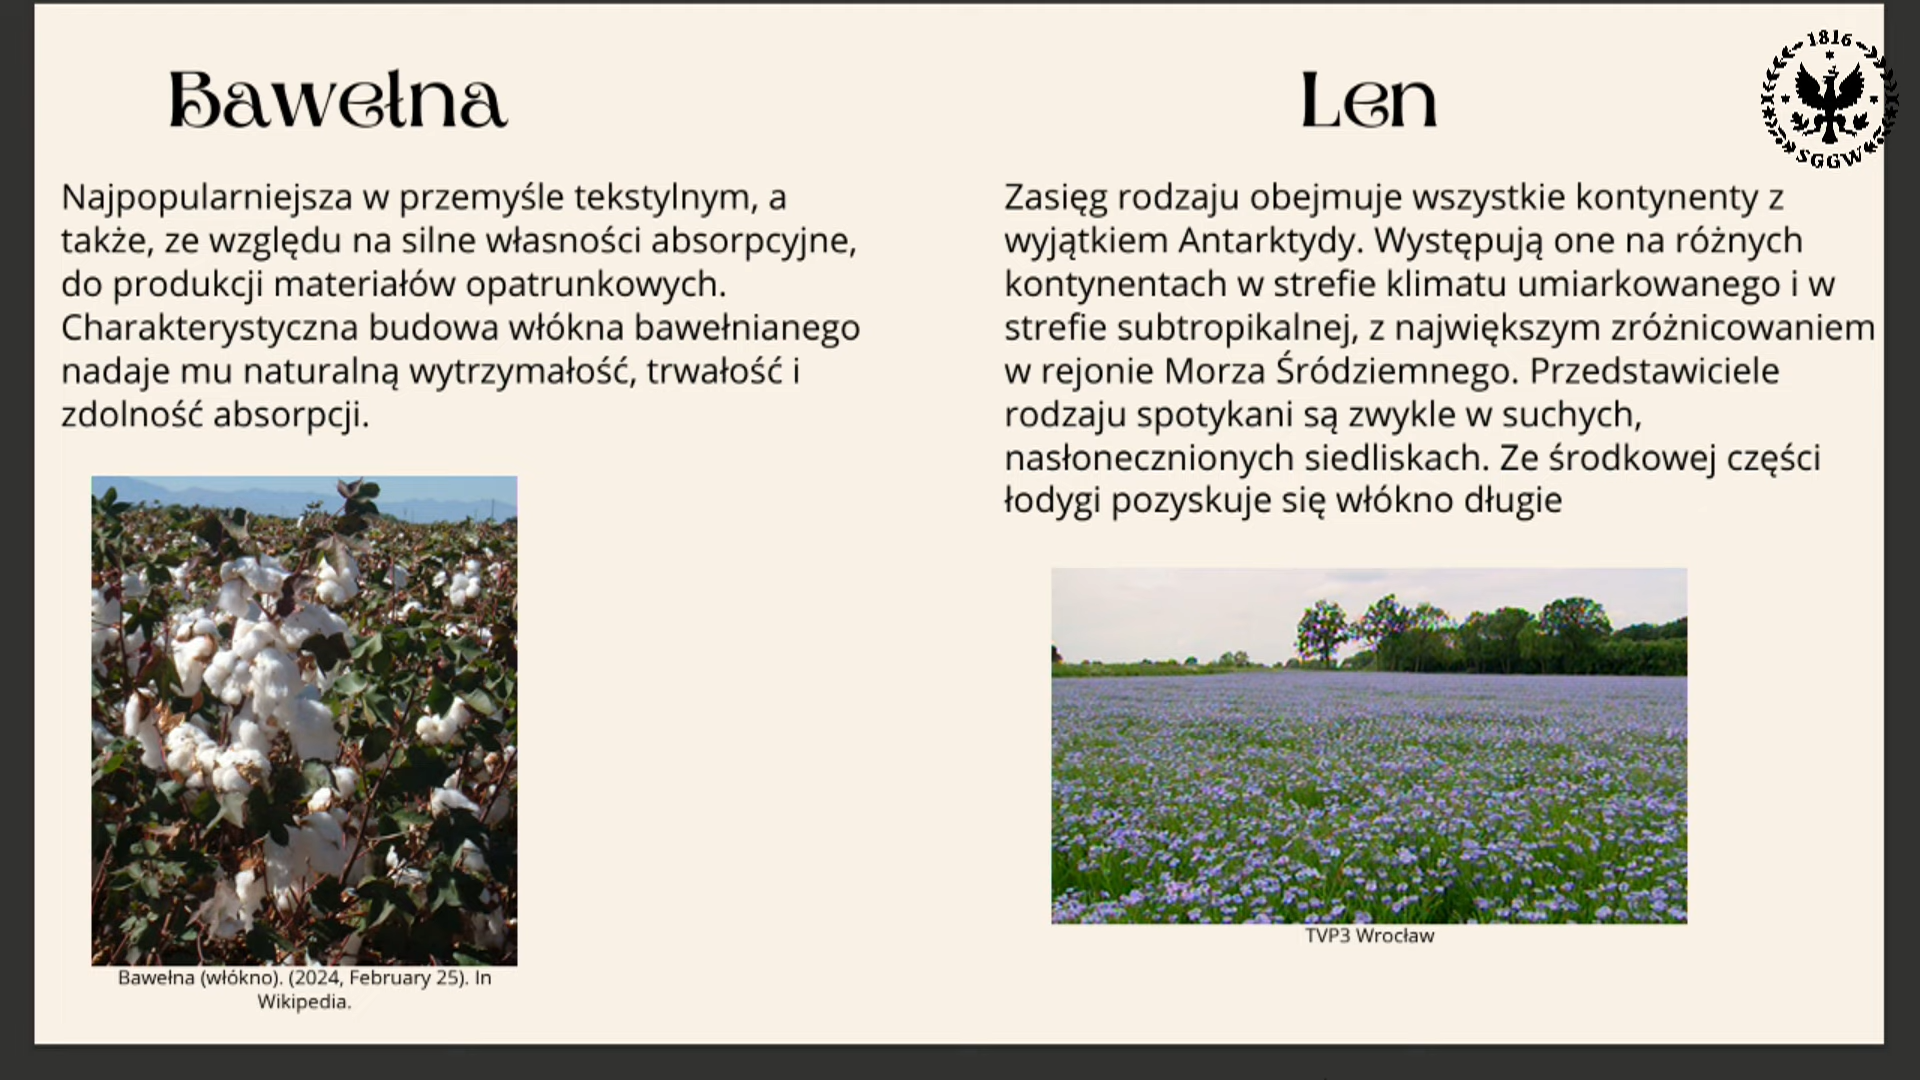 Bawełna
Najpopularniejsza w przemyśle tekstylnym, a
także, ze względu na silne własności absorpcyjne,
do produkcji materiałów opatrunkowych.
Charakterystyczna budowa włókna bawełnianego
nadaje mu naturalną wytrzymałość, trwałość i
zdolność absorpcji.
Bawełna (włókno). (2024, February 25). In
Wikipedia.
Len
Zasięg rodzaju obejmuje wszystkie kontynenty z
wyjątkiem Antarktydy. Występują one na różnych
kontynentach w strefie klimatu umiarkowanego i w
strefie subtropikalnej, z największym zróżnicowaniem
w rejonie Morza Śródziemnego. Przedstawiciele
rodzaju spotykani są zwykle w suchych,
nasłonecznionych siedliskach. Ze środkowej części
łodygi pozyskuje się włókno długie
TVP3 Wrocław
1816
SGGW